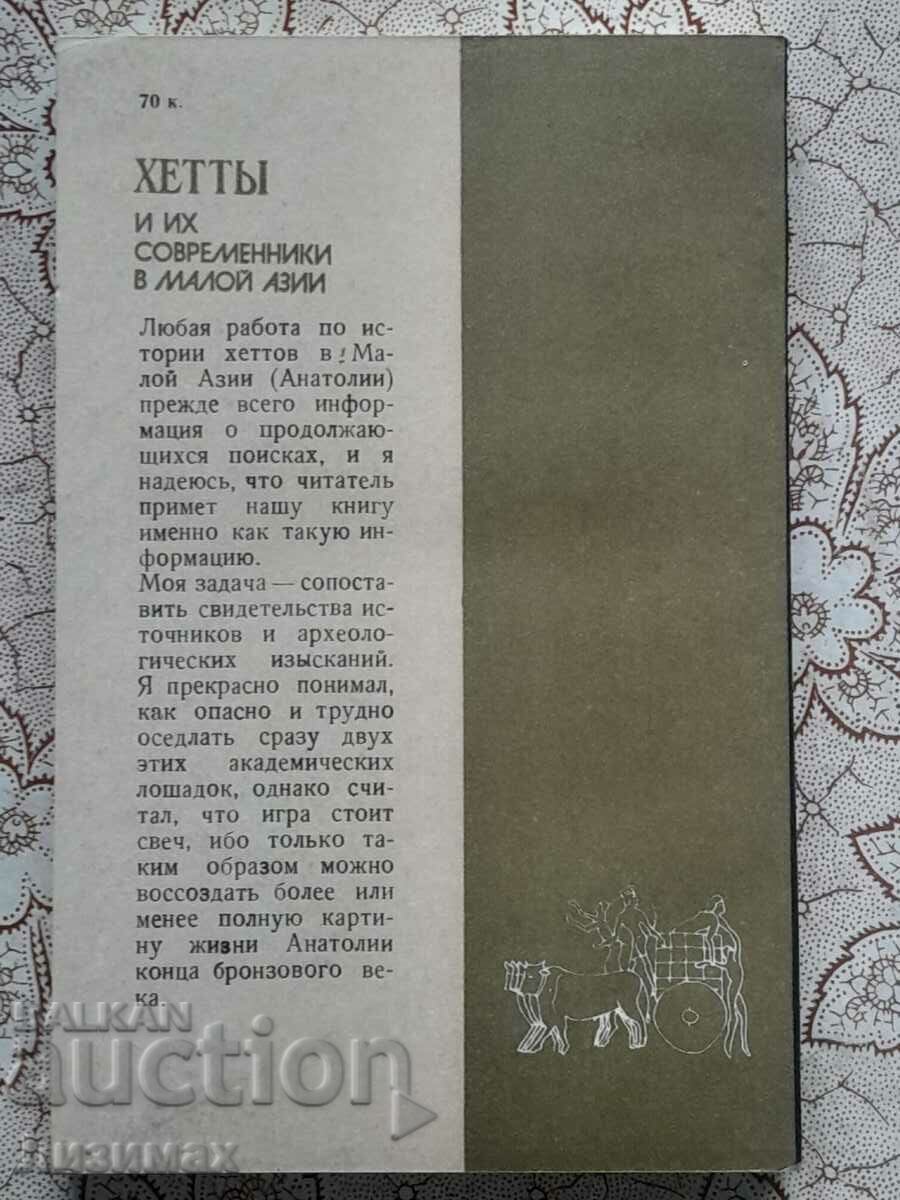 70 к.
ХЕТТЫ
И ИХ
СОВРЕМЕННИКИ
В МАЛОЙ АЗИИ
Любая работа по ис-
тории хеттов в Ма-
лой Азии (Анатолии)
прежде всего инфор-
мация о продолжаю-
щихся поисках, и я
надеюсь, что читатель
примет нашу книгу
именно как такую ин-
формацию.
Моя задача — сопоста-
вить свидетельства ис-
точников и археоло-
гических изысканий.
Я прекрасно понимал,
как опасно и трудно
оседлать сразу двух
этих академических
лошадок, однако счи-
тал, что игра стоит
свеч, ибо только та-
ким образом можно
воссоздать более или
менее полную карти-
ну жизни Анатолии
конца бронзового ве-
ка.
BALKAN
auction
Визимах